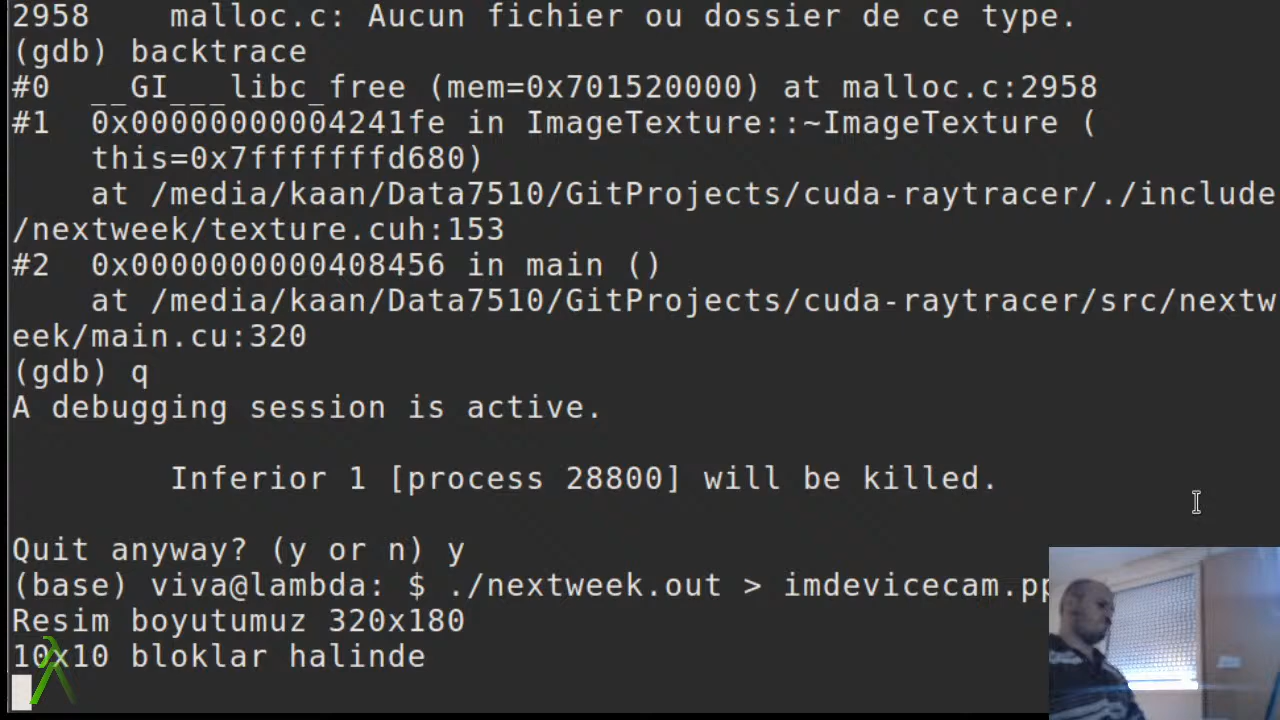 2958    malloc.c: Aucun fichier ou dossier de ce type.
(gdb) backtrace
#0  __GI___libc_free (mem=0x701520000) at malloc.c:2958
#1  0x00000000004241fe in ImageTexture::~ImageTexture (
    this=0x7fffffffd680)
    at /media/kaan/Data7510/GitProjects/cuda-raytracer/./include
/nextweek/texture.cuh:153
#2  0x0000000000408456 in main ()
    at /media/kaan/Data7510/GitProjects/cuda-raytracer/src/nextw
eek/main.cu:320
(gdb) q
A debugging session is active.
        Inferior 1 [process 28800] will be killed.
Quit anyway? (y or n) y
(base) viva@lambda: $ ./nextweek.out > imdevicecam.pp
Resim boyutumuz 320x180
10x10 bloklar halinde